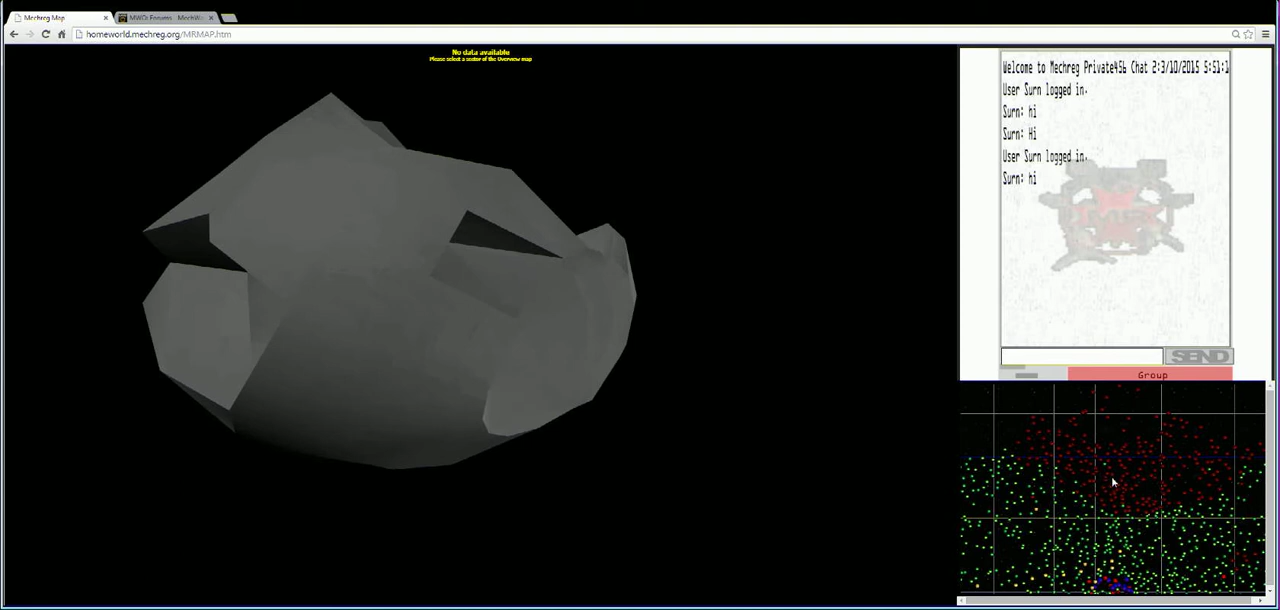 Mechreg Map
MWO: Forums - MechWa
homeworld.mechreg.org/MRMAP.htm
No data available
Please select a sector of the Overview map
Welcome to Mechreg Private456 Chat 2:3/10/2015 5:51:1
User Surn logged in.
Surn: hi
Surn: Hi
User Surn logged in.
Surn: hi
SEND
Group